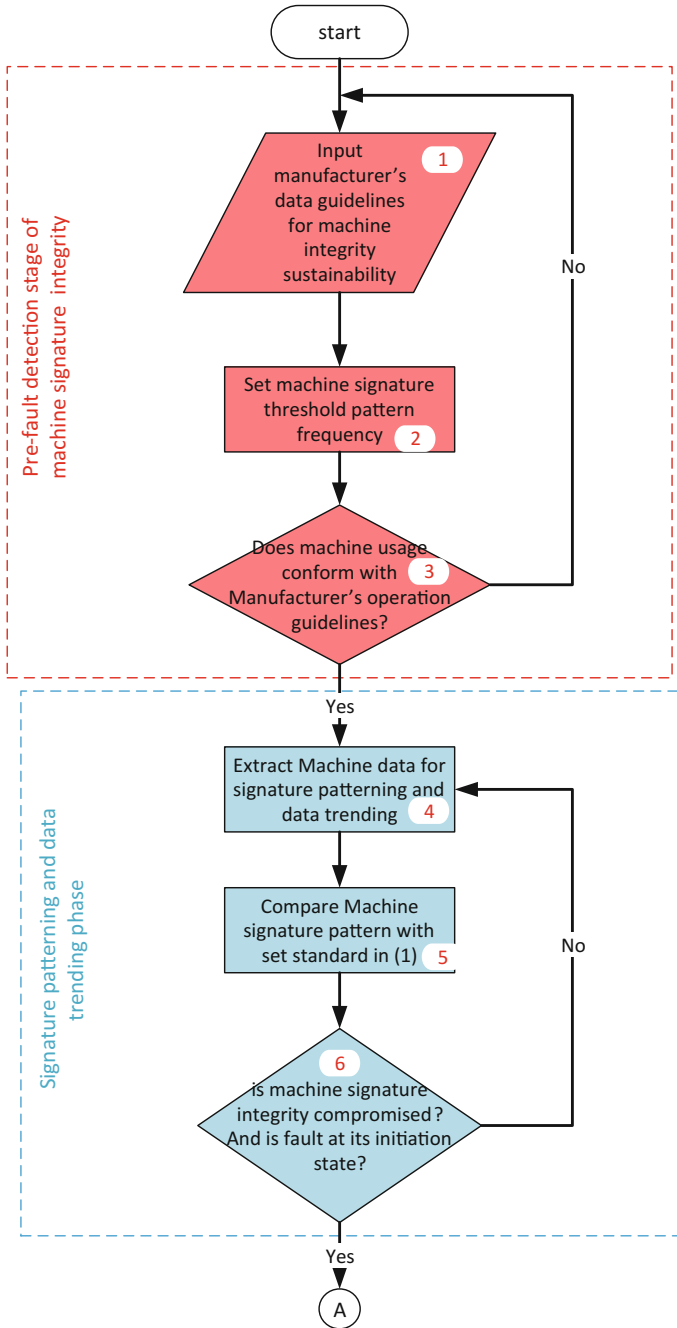 start
Pre-fault detection stage of
machine signature integrity
Input
manufacturer's
data guidelines
for machine
integrity
sustainability
1
No
Set machine signature
threshold pattern
frequency
2
Does machine usage
conform with
Manufacturer's operation
guidelines?
3
Yes
Signature patterning and data
trending phase
Extract Machine data for
signature patterning and
data trending
4
Compare Machine
signature pattern with
set standard in (1)
5
No
6
is machine signature
integrity compromised?
And is fault at its initiation
state?
Yes
A